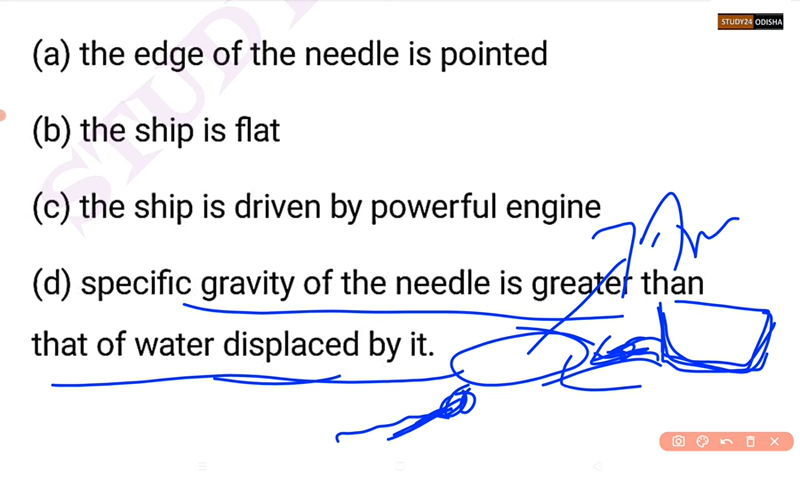 STUDY24 ODISHA
(a) the edge of the needle is pointed
(b) the ship is flat
(c) the ship is driven by powerful engine
(d) specific gravity of the needle is greater than
that of water displaced by it.